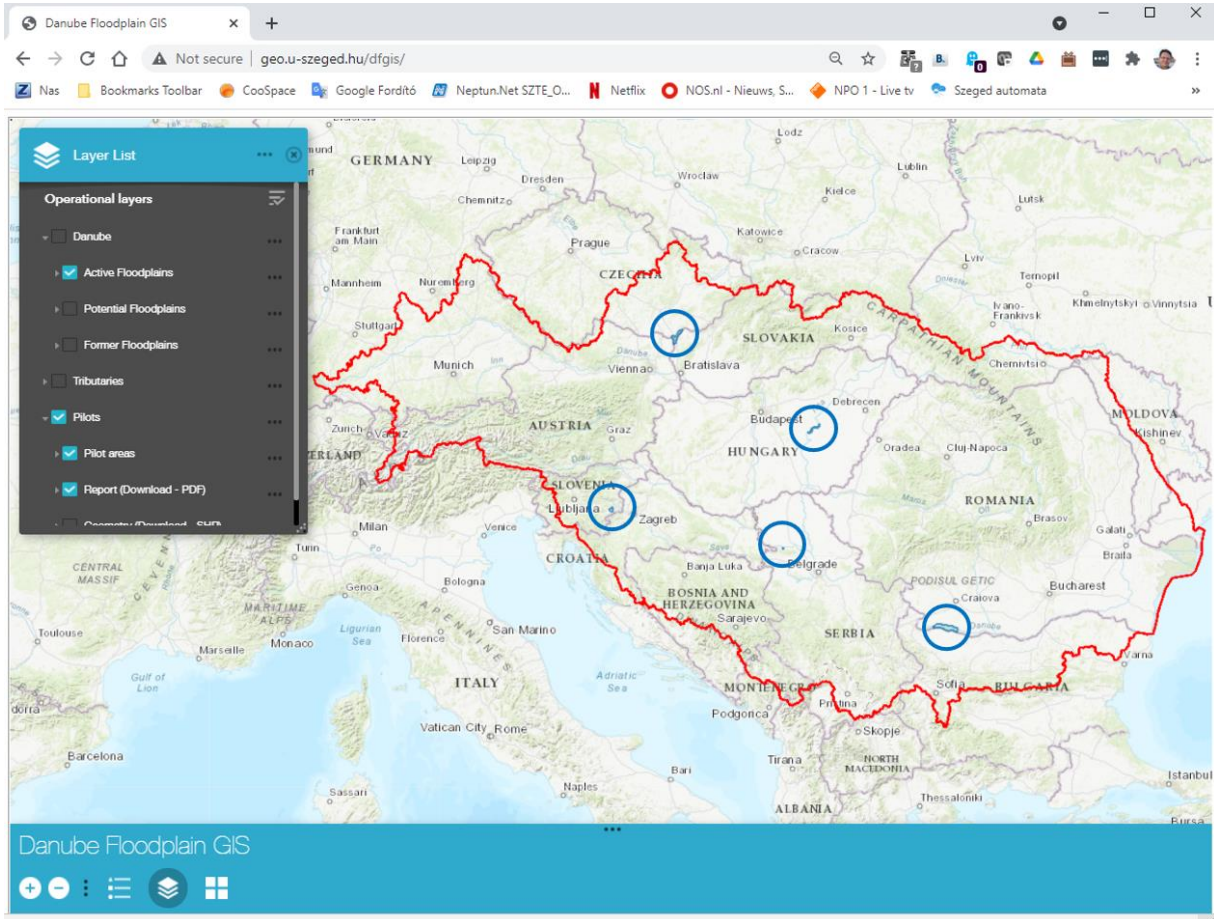 Danube Floodplain GIS
Not secure | geo.u-szeged.hu/dfgis/
Nas Bookmarks Toolbar CooSpace Google Fordító Neptun.Net SZTE_O... Netflix NOS.nl - Nieuws, S... NPO 1 - Live tv Szeged automata »
Layer List
Operational layers
Danube
Active Floodplains
Potential Floodplains
Former Floodplains
Tributaries
Pilots
Pilot areas
Report (Download - PDF)
Lodz
GERMANY Leipzig
Dresden Wroclaw Lublin
Chemnitz Kielce Lutsk
Frankfurt
am Main
Prague Katowice Cracow
Lviv
CZECHIA
Mannheim Nuremberg Dniester Ternopil
Ivano-
Frankivsk
Khmelnytskyi Vinnytsia
Stuttgart
CARPATHIAN MOUNTAINS
SLOVAKIA Kosice
Danube
Munich Inn Vienna Bratislava Chernivtsi
Debrecen
Budapest
MOLDOVA
Kishinev
Zurich Vaduz AUSTRIA Graz
HUNGARY Oradea Cluj-Napoca
Drau
SLOVENIA
Ljubljana Zagreb
ROMANIA
Brasov
Milan Venice
Galati
Braila
Turin Po
CROATIA
Save
Banja Luka Belgrade
CENTRAL
MASSIF
CEVENNES
Genoa Bologna
BOSNIA AND
HERZEGOVINA
Sarajevo
PODISUL GETIC
Craiova
Bucharest
MARITIME
ALPS
APENNINES
Toulouse Marseille Monaco
Ligurian
Sea
Florence San Marino
SERBIA
Danube
Varna
Gulf of
Lion
ITALY
Adriatic
Sea
MONTENEGRO
Podgorica Pristina Sofia BULGARIA
Vatican City Rome
Skopje
Barcelona Bari Tirana
NORTH
MACEDONIA
Istanbul
Sassari Naples
Thessaloniki
ALBANIA
Bursa
Danube Floodplain GIS